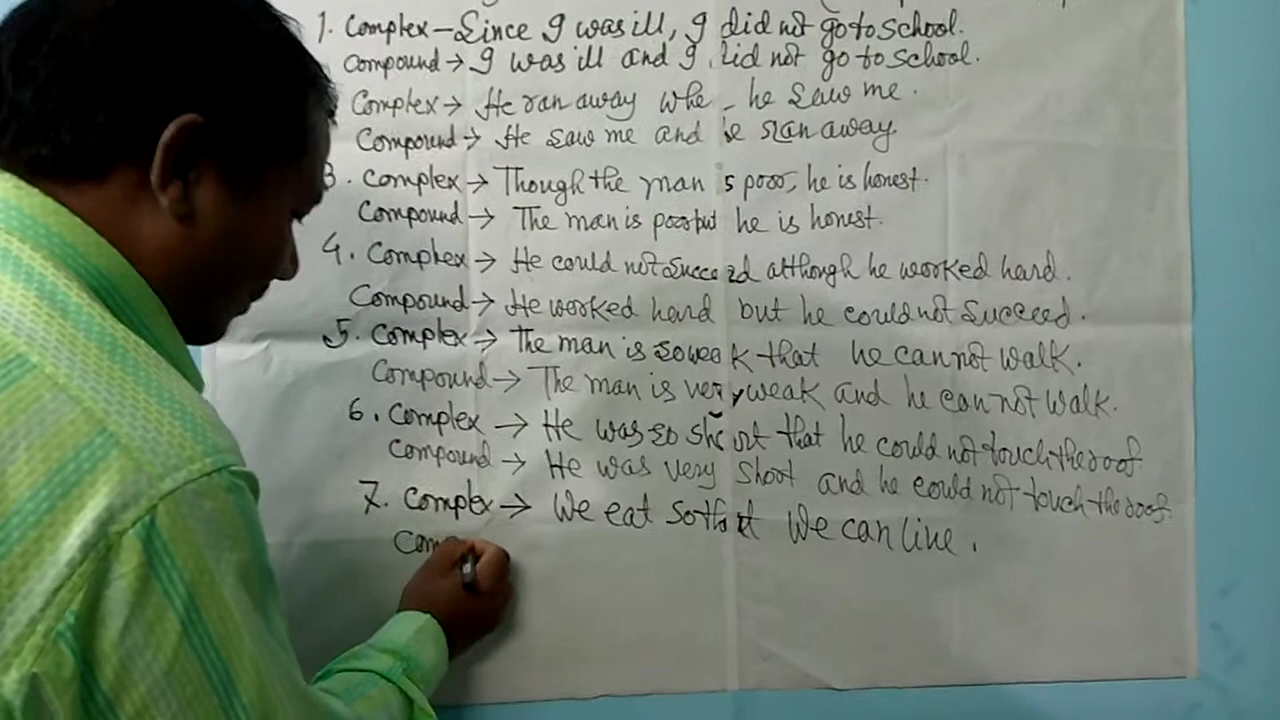 1. Complex – Since I was ill, I did not go to school.
Compound → I was ill and I did not go to school.
Complex → He ran away whe he saw me.
Compound → He saw me and he ran away.
3. Complex → Though the man is poor, he is honest.
Compound → The man is poor but he is honest.
4. Complex → He could not succeed although he worked hard.
Compound → He worked hard but he could not succeed.
5. Complex → The man is so weak that he can not walk.
Compound → The man is very weak and he can not walk.
6. Complex → He was so short that he could not touch the roof.
Compound → He was very short and he could not touch the roof.
7. Complex → We eat so that we can live.
Com